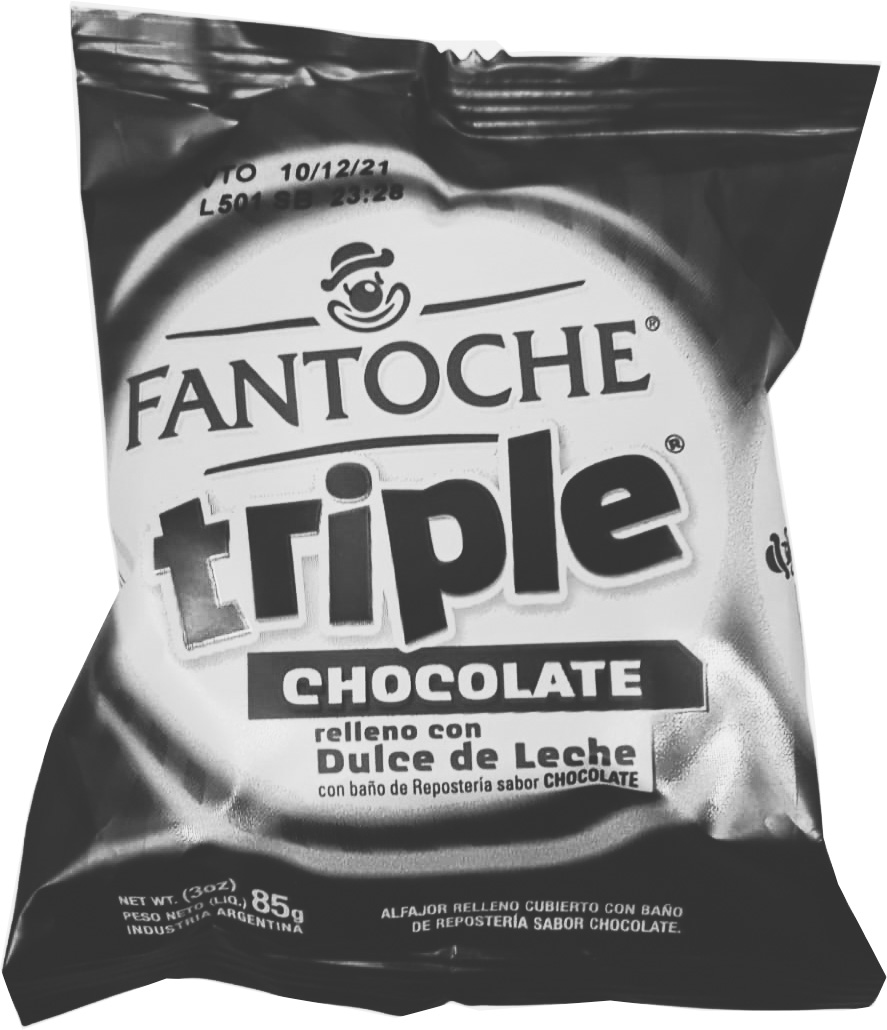 VTO 10/12/21
L501 SB 23:28
FANTOCHE®
triple®
CHOCOLATE
relleno con
Dulce de Leche
con baño de Repostería sabor CHOCOLATE
NET WT. (3oz)
PESO NETO (LIQ.) 85g
INDUSTRIA ARGENTINA
ALFAJOR RELLENO CUBIERTO CON BAÑO
DE REPOSTERÍA SABOR CHOCOLATE.